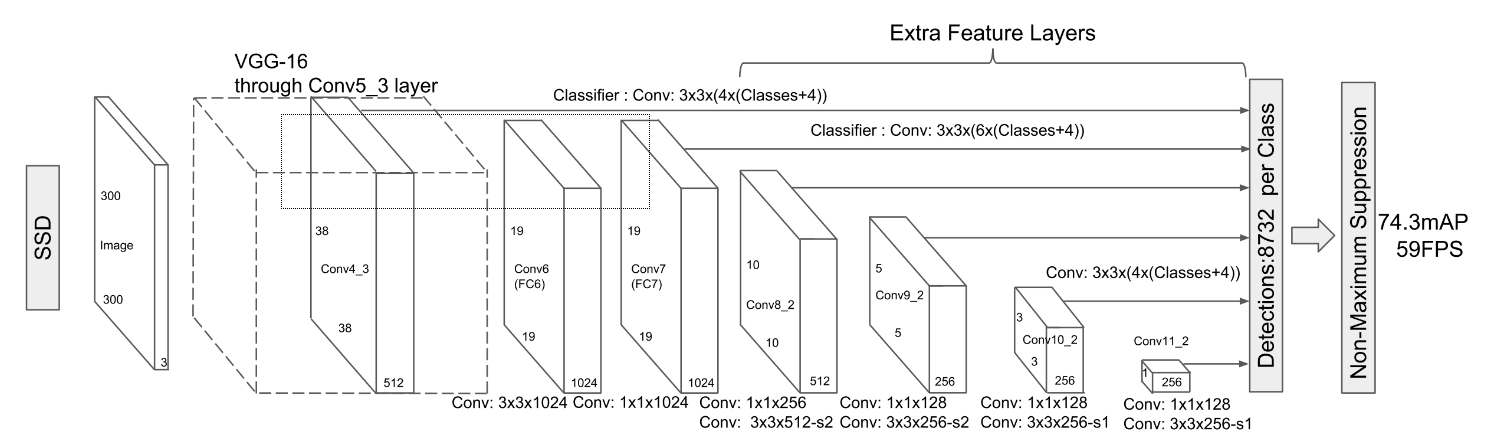 Extra Feature Layers
VGG-16
through Conv5_3 layer
Classifier : Conv: 3x3x(4x(Classes+4))
Classifier : Conv: 3x3x(6x(Classes+4))
SSD
300
Image
300
3
38
Conv4_3
38
512
19
Conv6
(FC6)
19
1024
19
Conv7
(FC7)
19
1024
10
Conv8_2
10
512
5
Conv9_2
5
256
Conv: 3x3x(4x(Classes+4))
3
Conv10_2
3
256
Conv11_2
1
256
Detections:8732 per Class
Non-Maximum Suppression
74.3mAP
59FPS
Conv: 3x3x1024
Conv: 1x1x1024
Conv: 1x1x256
Conv: 3x3x512-s2
Conv: 1x1x128
Conv: 3x3x256-s2
Conv: 1x1x128
Conv: 3x3x256-s1
Conv: 1x1x128
Conv: 3x3x256-s1